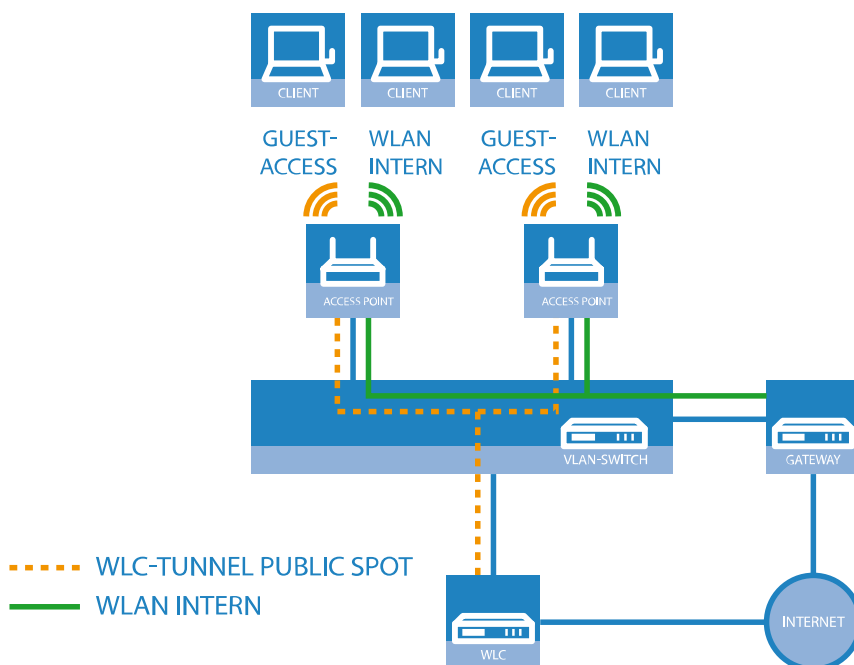 CLIENT
CLIENT
CLIENT
CLIENT
GUEST-
ACCESS
WLAN
INTERN
GUEST-
ACCESS
WLAN
INTERN
ACCESS POINT
ACCESS POINT
VLAN-SWITCH
GATEWAY
WLC-TUNNEL PUBLIC SPOT
WLAN INTERN
WLC
INTERNET